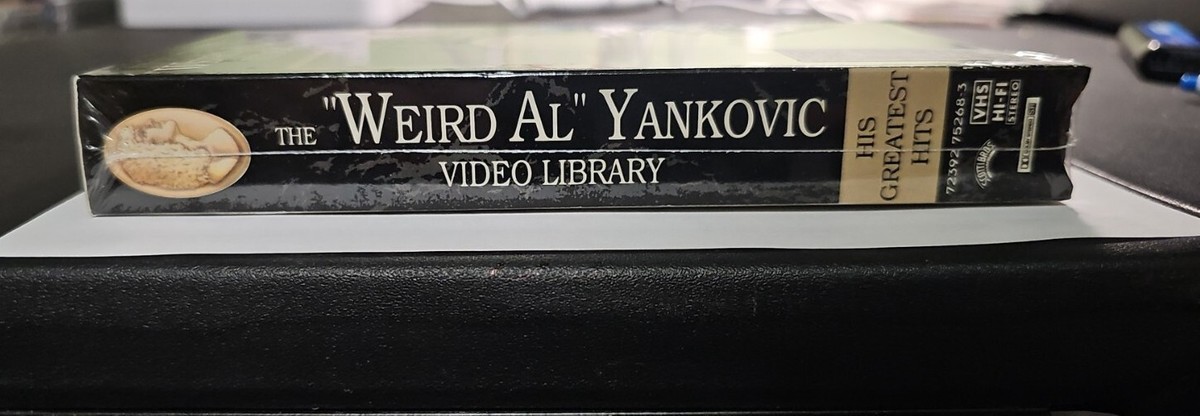 THE "WEIRD AL" YANKOVIC
VIDEO LIBRARY
HIS
GREATEST
HITS
72392 75268-3
VHS
HI-FI
STEREO